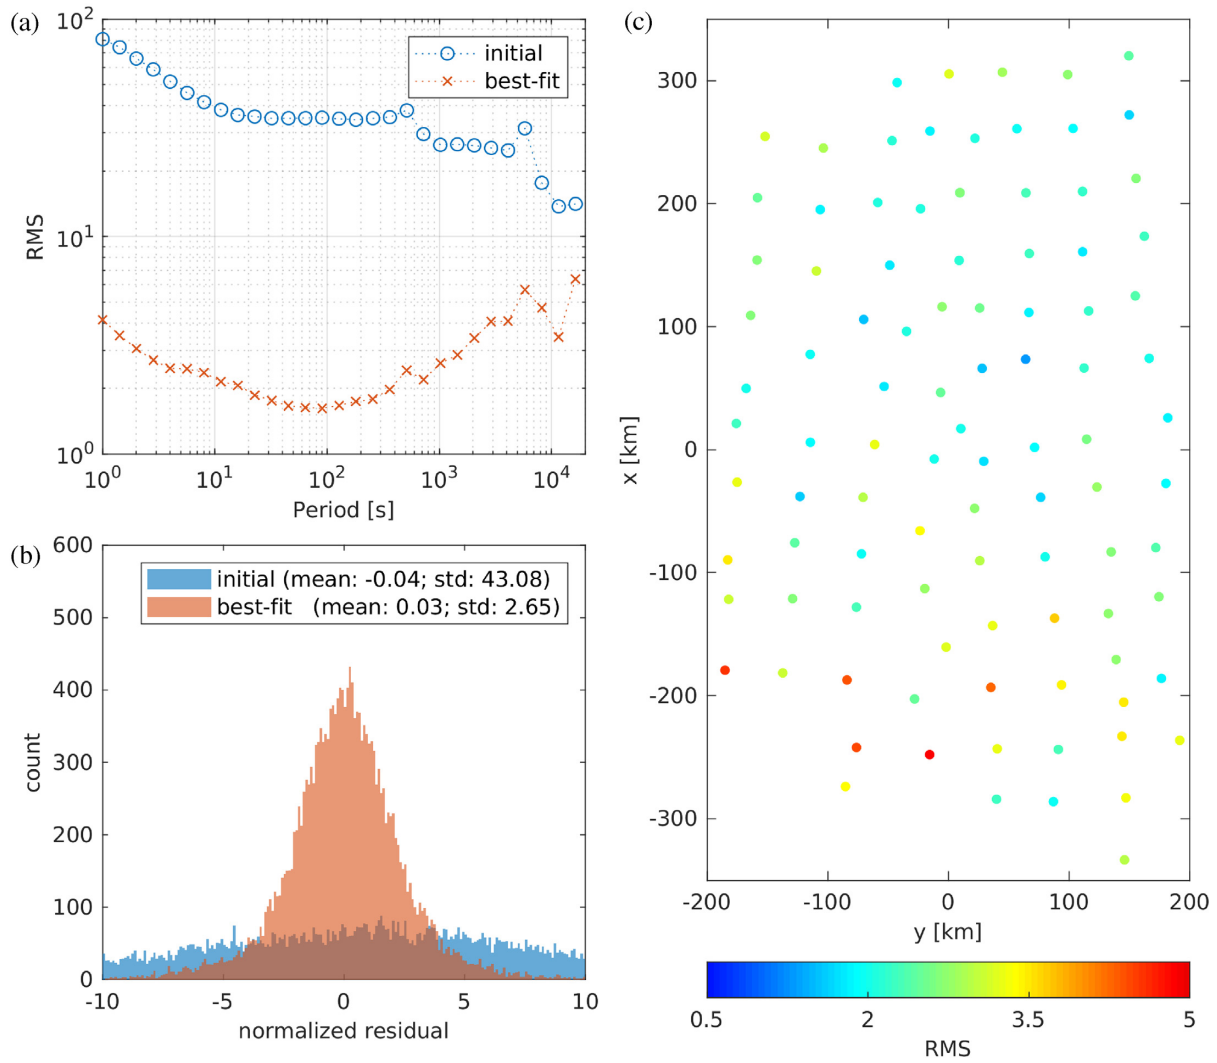 (a)
10^2
10^1
10^0
RMS
initial
best-fit
10^0 10^1 10^2 10^3 10^4
Period [s]
(b)
600
500
400
300
200
100
0
count
initial (mean: -0.04; std: 43.08)
best-fit (mean: 0.03; std: 2.65)
-10 -5 0 5 10
normalized residual
(c)
300
200
100
0
-100
-200
-300
x [km]
-200 -100 0 100 200
y [km]
0.5 2 3.5 5
RMS